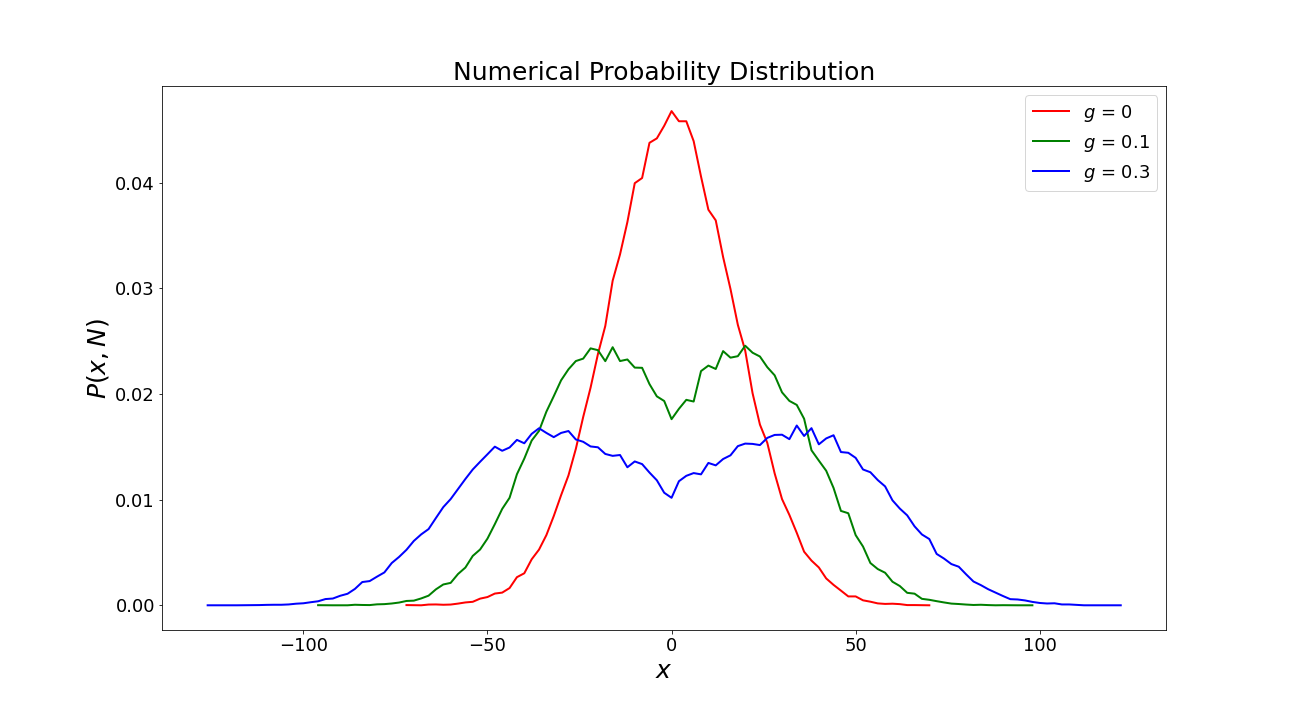 Numerical Probability Distribution
g = 0
g = 0.1
g = 0.3
P(x, N)
0.04
0.03
0.02
0.01
0.00
−100 −50 0 50 100
x